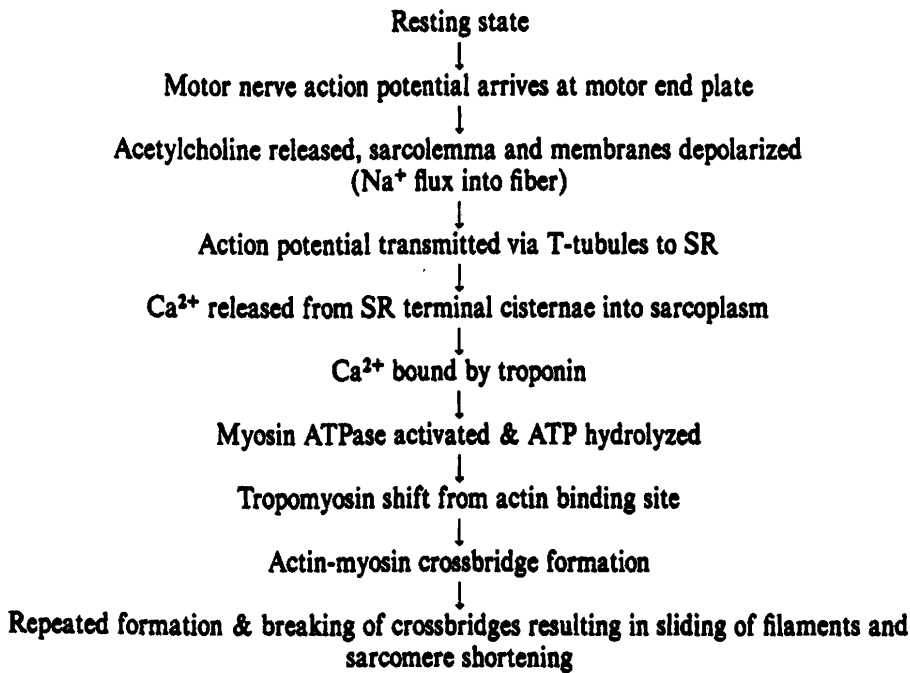 Resting state
Motor nerve action potential arrives at motor end plate
Acetylcholine released, sarcolemma and membranes depolarized
(Na⁺ flux into fiber)
Action potential transmitted via T-tubules to SR
Ca²⁺ released from SR terminal cisternae into sarcoplasm
Ca²⁺ bound by troponin
Myosin ATPase activated & ATP hydrolyzed
Tropomyosin shift from actin binding site
Actin-myosin crossbridge formation
Repeated formation & breaking of crossbridges resulting in sliding of filaments and
sarcomere shortening